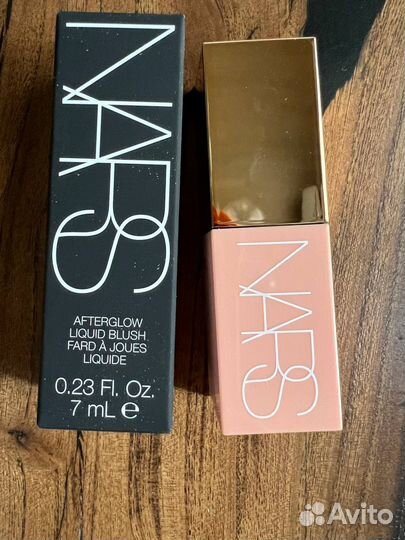 NARS
AFTERGLOW
LIQUID BLUSH
FARD À JOUES
LIQUIDE
0.23 Fl. Oz.
7 mL ℮
NARS
Avito